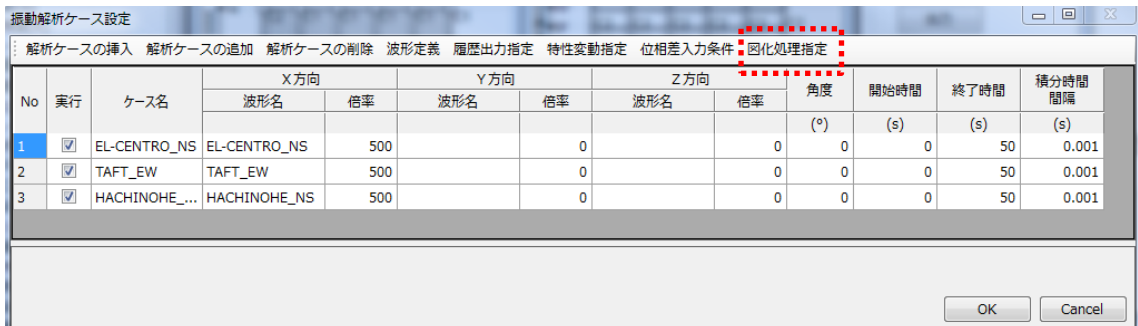 振動解析ケース設定
解析ケースの挿入 解析ケースの追加 解析ケースの削除 波形定義 履歴出力指定 特性変動指定 位相差入力条件 図化処理指定
No 実行 ケース名 X方向 Y方向 Z方向 角度 開始時間 終了時間 積分時間間隔
波形名 倍率 波形名 倍率 波形名 倍率
(°) (s) (s) (s)
1 EL-CENTRO_NS EL-CENTRO_NS 500 0 0 0 0 50 0.001
2 TAFT_EW TAFT_EW 500 0 0 0 0 50 0.001
3 HACHINOHE_... HACHINOHE_NS 500 0 0 0 0 50 0.001
OK Cancel